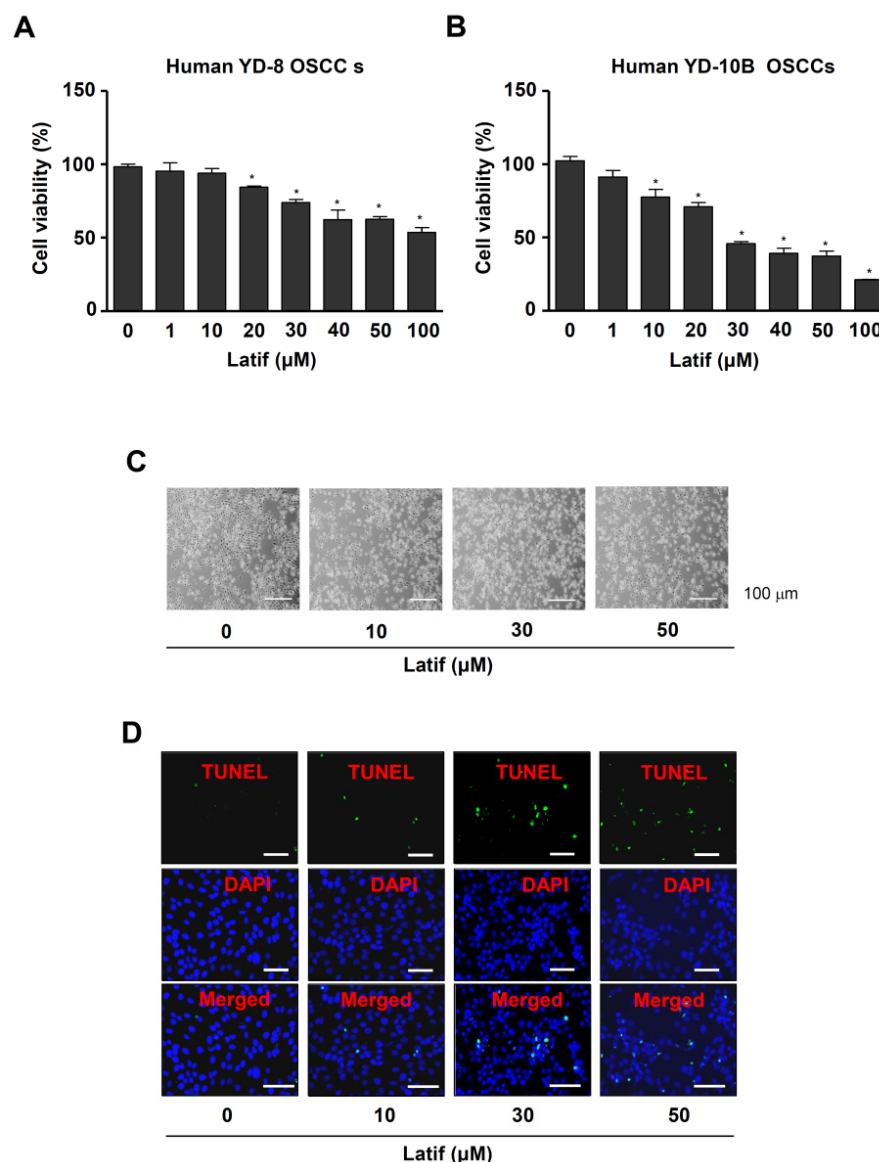 A
Human YD-8 OSCC s
Cell viability (%)
150
100
50
0
* * * * *
0 1 10 20 30 40 50 100
Latif (µM)
B
Human YD-10B OSCCs
Cell viability (%)
150
100
50
0
* * * * * *
0 1 10 20 30 40 50 100
Latif (µM)
C
100 µm
0 10 30 50
Latif (µM)
D
TUNEL TUNEL TUNEL TUNEL
DAPI DAPI DAPI DAPI
Merged Merged Merged Merged
0 10 30 50
Latif (µM)